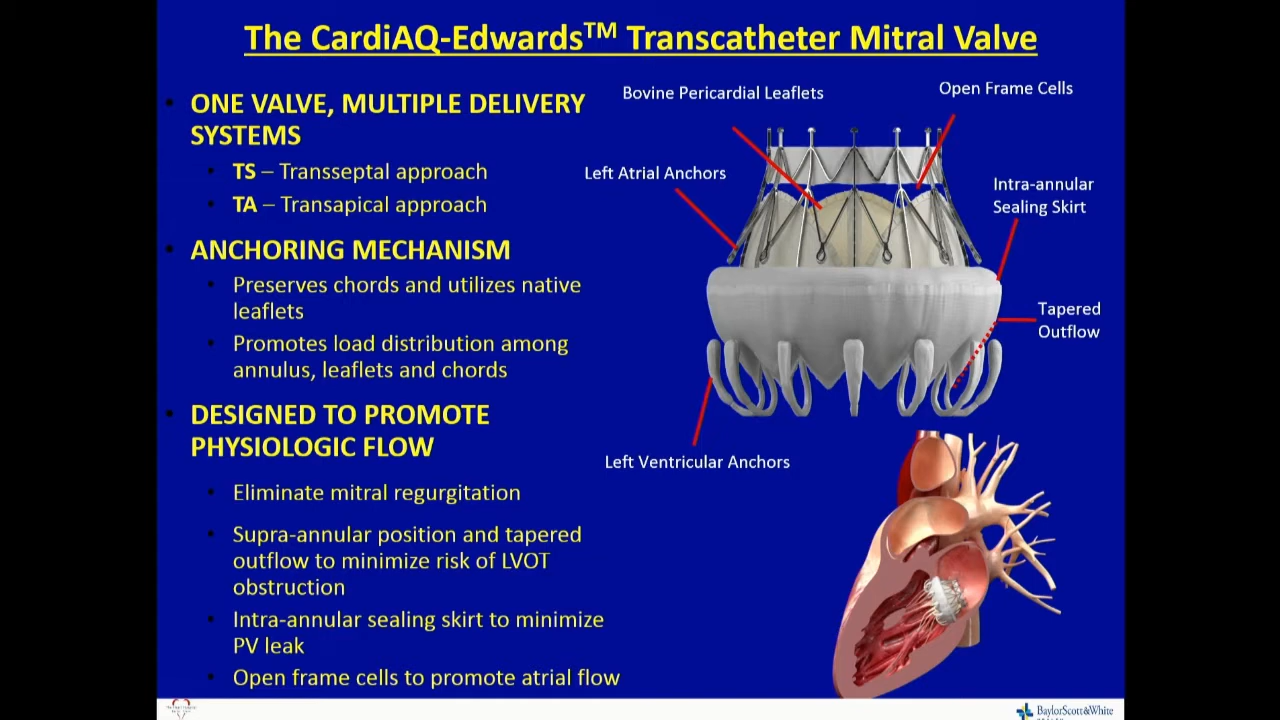 The CardiAQ-Edwards™ Transcatheter Mitral Valve
• ONE VALVE, MULTIPLE DELIVERY
SYSTEMS
• TS – Transseptal approach
• TA – Transapical approach
• ANCHORING MECHANISM
• Preserves chords and utilizes native
leaflets
• Promotes load distribution among
annulus, leaflets and chords
• DESIGNED TO PROMOTE
PHYSIOLOGIC FLOW
• Eliminate mitral regurgitation
• Supra-annular position and tapered
outflow to minimize risk of LVOT
obstruction
• Intra-annular sealing skirt to minimize
PV leak
• Open frame cells to promote atrial flow
Bovine Pericardial Leaflets
Open Frame Cells
Left Atrial Anchors
Intra-annular
Sealing Skirt
Tapered
Outflow
Left Ventricular Anchors
BaylorScott&White